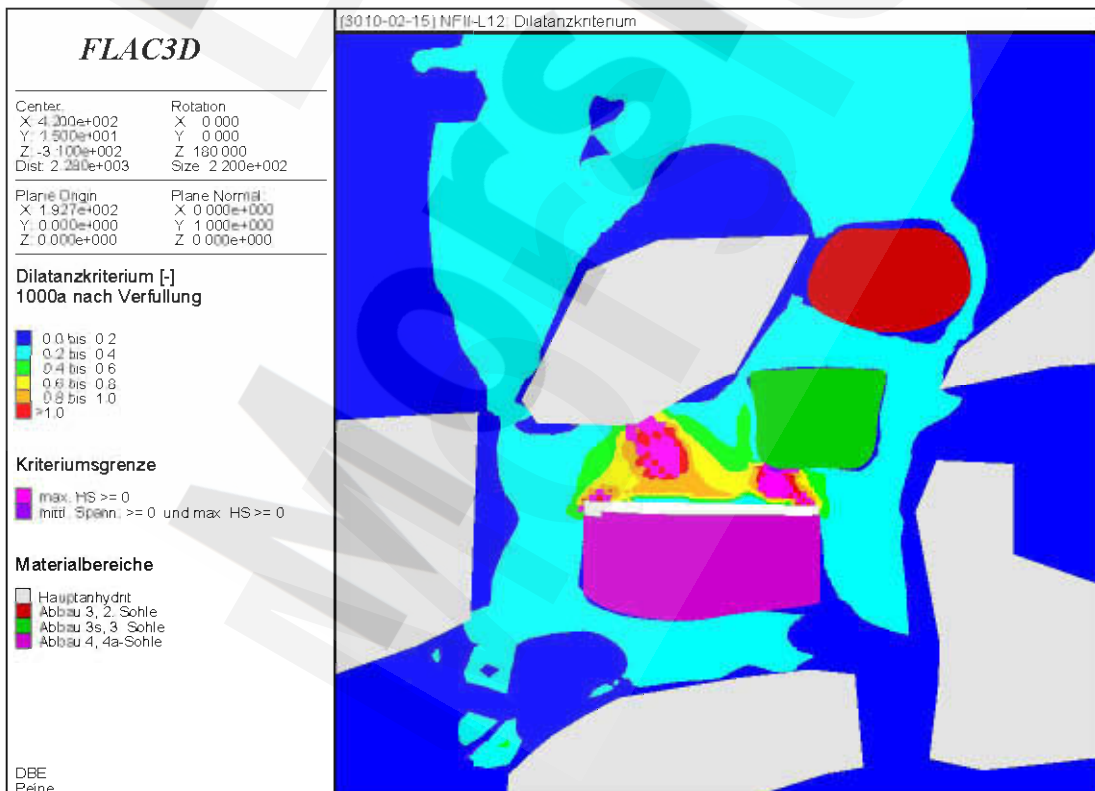 (3010-02-15) NFII-L12: Dilatanzkriterium
FLAC3D
Center: Rotation
X: 4.200e+002 X: 0.000
Y: 1.500e+001 Y: 0.000
Z: -3.100e+002 Z: 180.000
Dist: 2.280e+003 Size: 2.200e+002
Plane Origin Plane Normal:
X: 1.927e+002 X: 0.000e+000
Y: 0.000e+000 Y: 1.000e+000
Z: 0.000e+000 Z: 0.000e+000
Dilatanzkriterium [-]
1000a nach Verfullung
0.0 bis 0.2
0.2 bis 0.4
0.4 bis 0.6
0.6 bis 0.8
0.8 bis 1.0
>1.0
Kriteriumsgrenze
max. HS >= 0
mittl. Spann. >= 0 und max. HS >= 0
Materialbereiche
Hauptanhydrit
Abbau 3, 2. Sohle
Abbau 3s, 3. Sohle
Abbau 4, 4a-Sohle
DBE
Peine